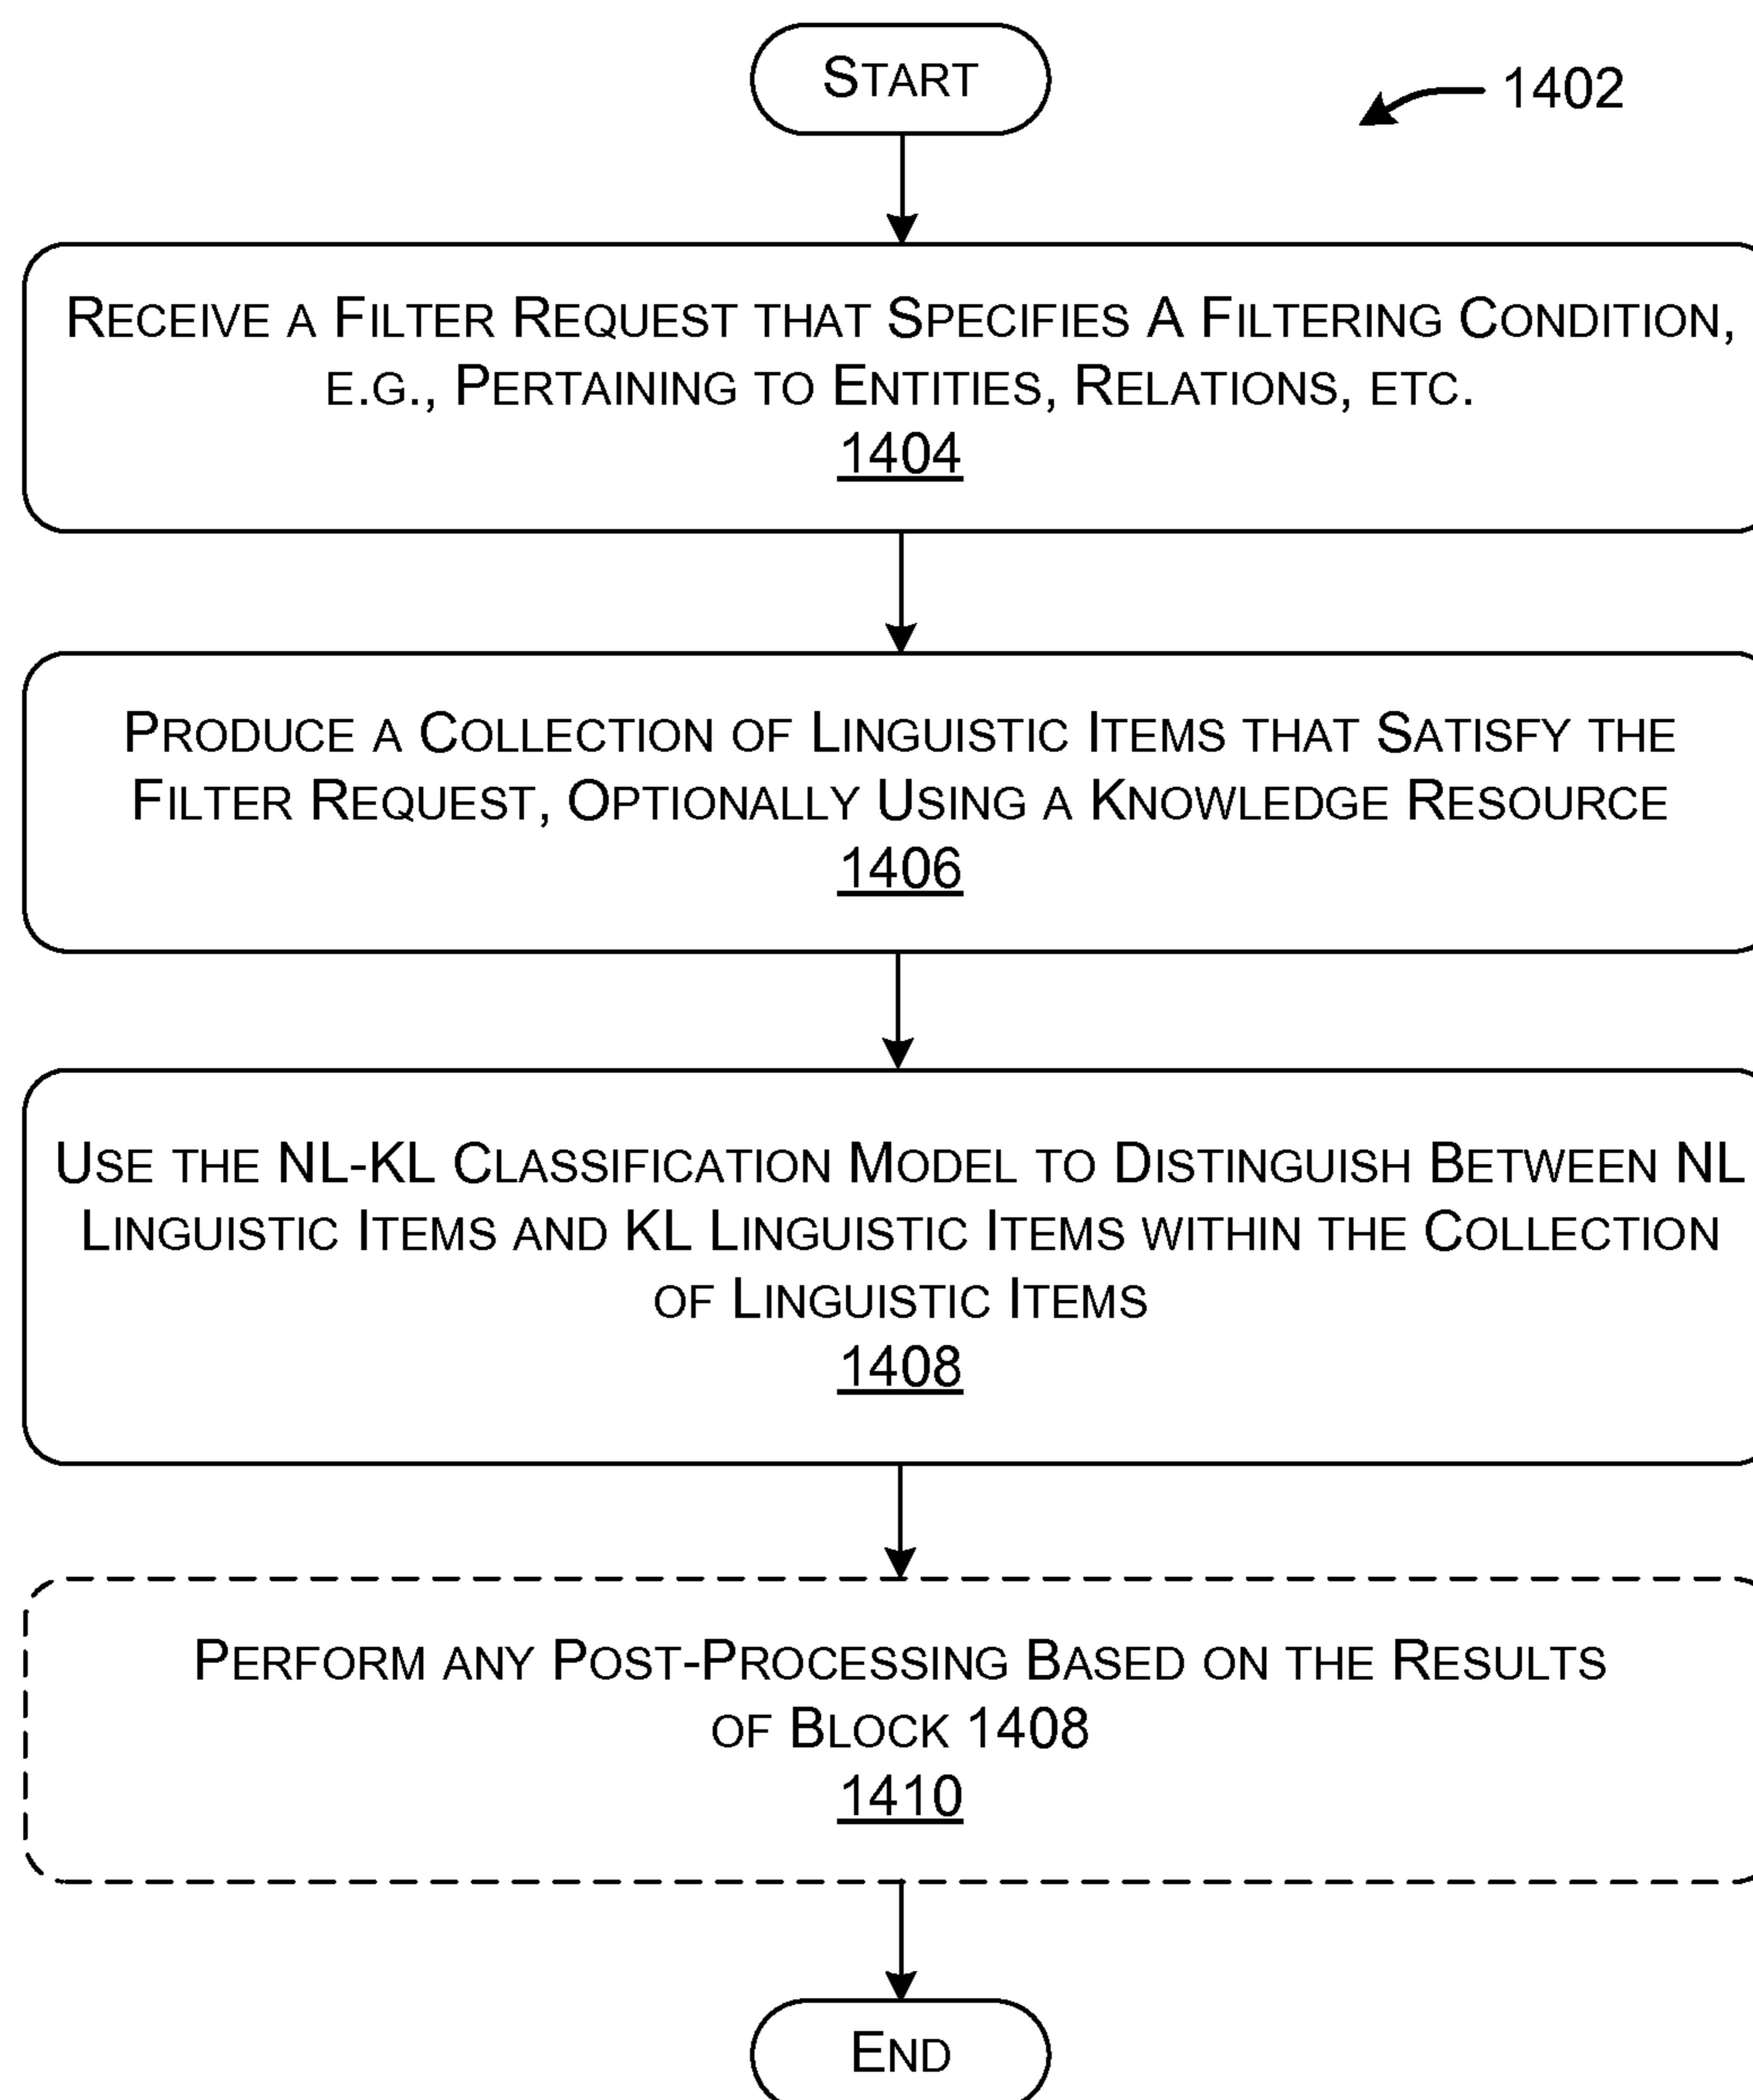 START
1402
RECEIVE A FILTER REQUEST THAT SPECIFIES A FILTERING CONDITION,
E.G., PERTAINING TO ENTITIES, RELATIONS, ETC.
1404
PRODUCE A COLLECTION OF LINGUISTIC ITEMS THAT SATISFY THE
FILTER REQUEST, OPTIONALLY USING A KNOWLEDGE RESOURCE
1406
USE THE NL-KL CLASSIFICATION MODEL TO DISTINGUISH BETWEEN NL
LINGUISTIC ITEMS AND KL LINGUISTIC ITEMS WITHIN THE COLLECTION
OF LINGUISTIC ITEMS
1408
PERFORM ANY POST-PROCESSING BASED ON THE RESULTS
OF BLOCK 1408
1410
END